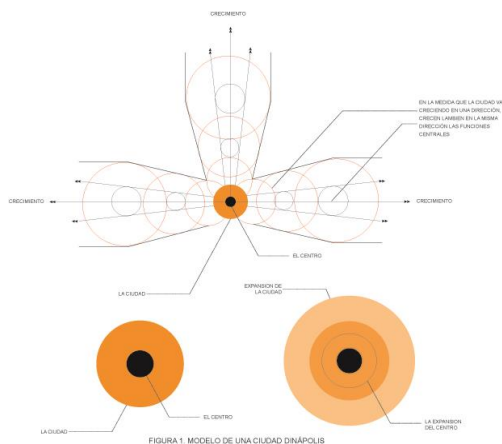 CRECIMIENTO
EN LA MEDIDA QUE LA CIUDAD VA
CRECIENDO EN UNA DIRECCIÓN,
CRECEN LAMBIEN EN LA MISMA
DIRECCIÓN LAS FUNCIONES
CENTRALES
CRECIMIENTO
CRECIMIENTO
EL CENTRO
LA CIUDAD
EXPANSION DE
LA CIUDAD
EL CENTRO
LA CIUDAD
LA EXPANSION
DEL CENTRO
FIGURA 1. MODELO DE UNA CIUDAD DINÁPOLIS